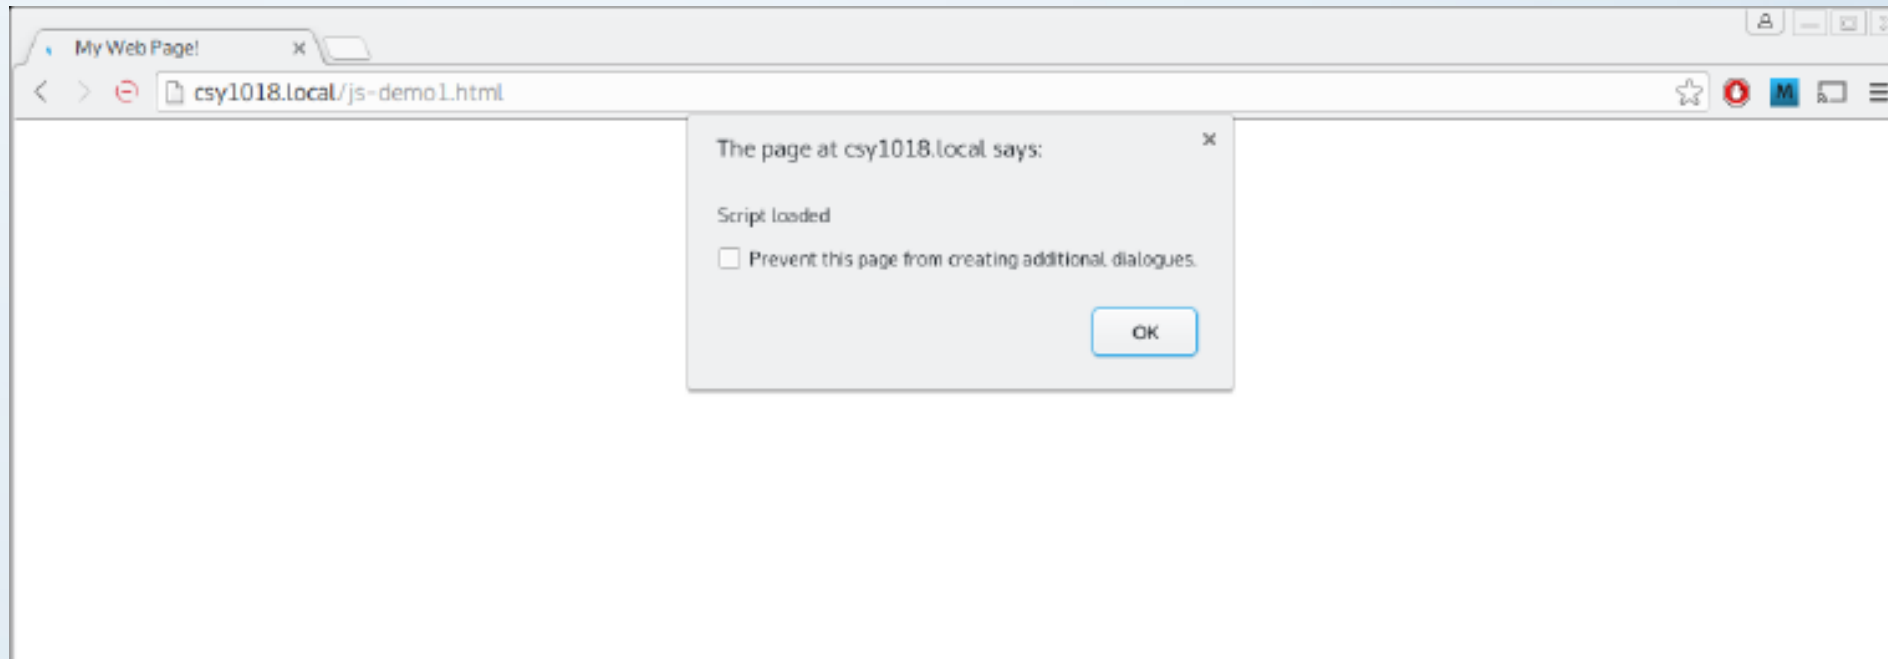 My Web Page!
csy1018.local/js-demo1.html
M
The page at csy1018.local says:
Script loaded
Prevent this page from creating additional dialogues.
OK